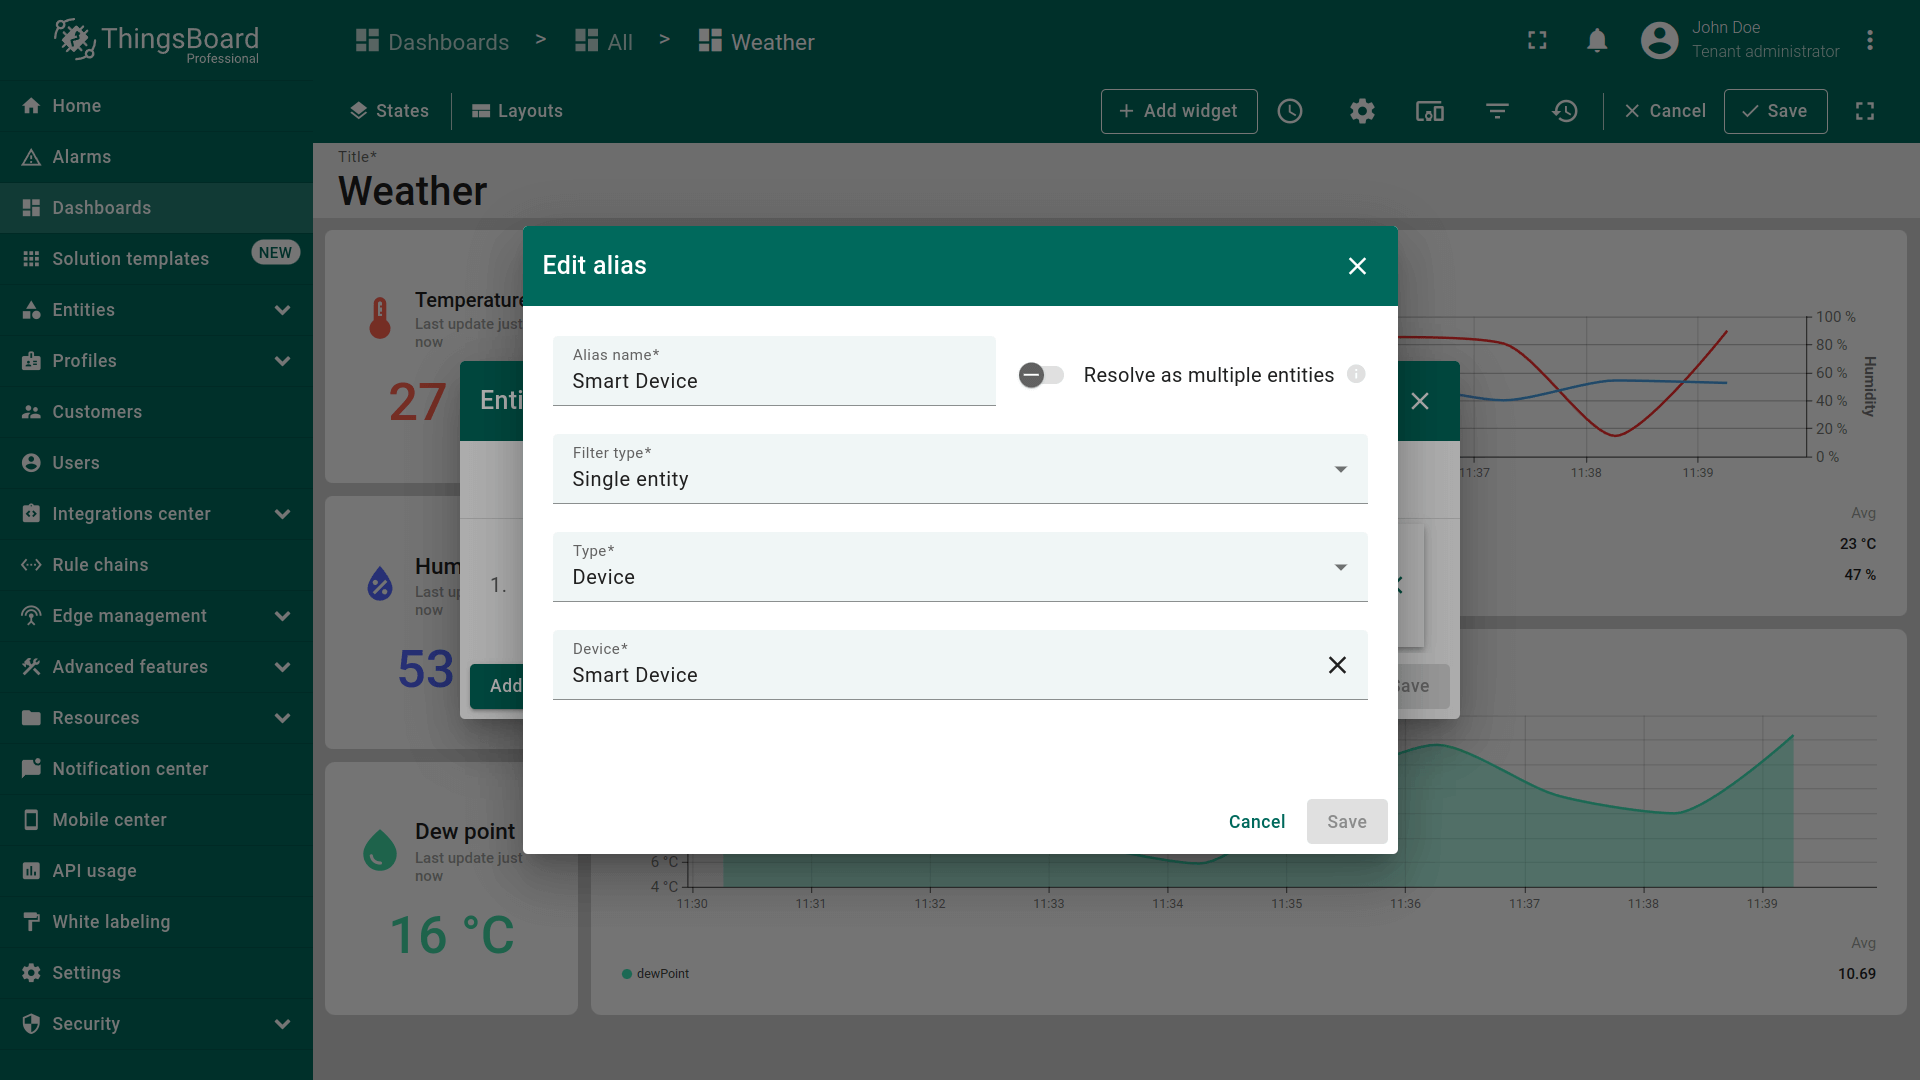 ThingsBoard
Professional
Dashboards > All > Weather
John Doe
Tenant administrator
States
Layouts
Add widget
Cancel
Save
Home
Alarms
Dashboards
Solution templates
NEW
Entities
Profiles
Customers
Users
Integrations center
Rule chains
Edge management
Advanced features
Resources
Notification center
Mobile center
API usage
White labeling
Settings
Security
Title*
Weather
Temperature
Last update just
now
27
Hum
Last up
now
53
Dew point
Last update just
now
16 °C
Enti
1.
Add
Edit alias
Alias name*
Smart Device
Resolve as multiple entities
Filter type*
Single entity
Type*
Device
Device*
Smart Device
Cancel
Save
100 %
80 %
60 %
40 %
20 %
0 %
Humidity
11:37
11:38
11:39
Avg
23 °C
47 %
6 °C
4 °C
11:30
11:31
11:32
11:33
11:34
11:35
11:36
11:37
11:38
11:39
Avg
dewPoint
10.69